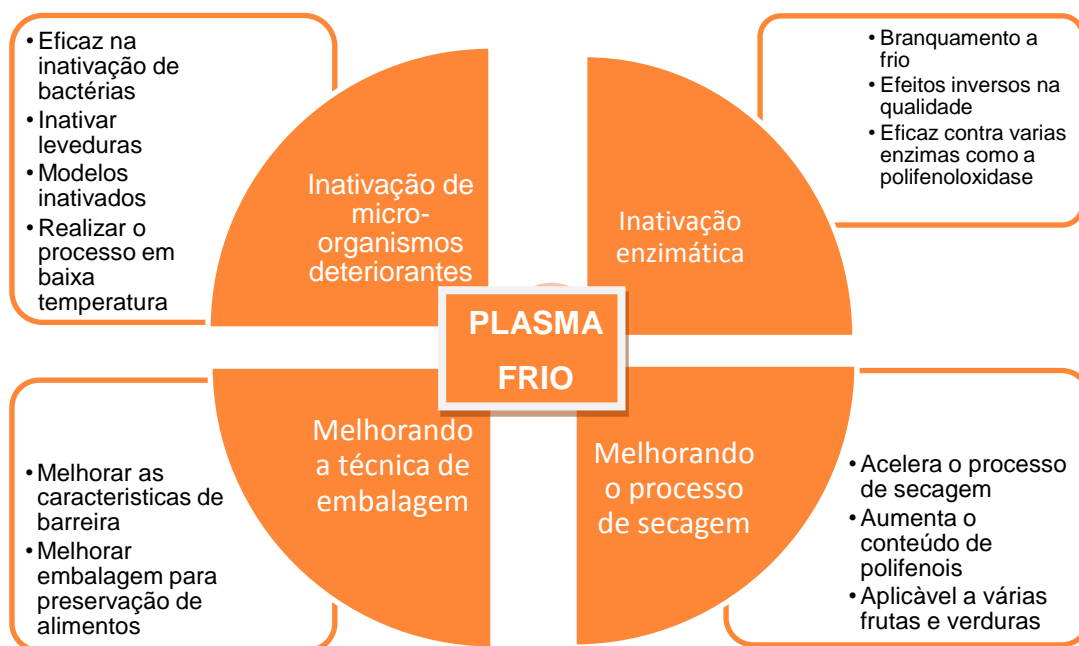 • Eficaz na
inativação de
bactérias
• Inativar
leveduras
• Modelos
inativados
• Realizar o
processo em
baixa
temperatura
Inativação de
micro-
organismos
deteriorantes
Inativação
enzimática
• Branquamento a
frio
• Efeitos inversos na
qualidade
• Eficaz contra varias
enzimas como a
polifenoloxidase
PLASMA
FRIO
• Melhorar as
caracteristicas de
barreira
• Melhorar
embalagem para
preservação de
alimentos
Melhorando
a técnica de
embalagem
Melhorando
o processo
de secagem
• Acelera o processo
de secagem
• Aumenta o
conteúdo de
polifenois
• Aplicàvel a várias
frutas e verduras